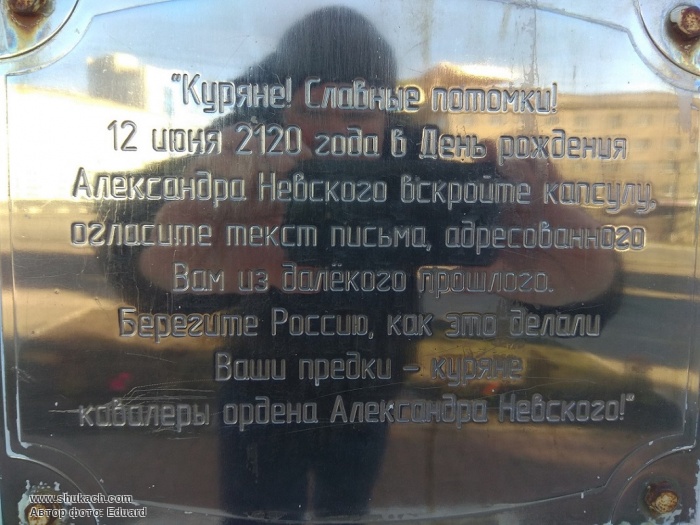 "Куряне! Славные потомки!
12 июня 2120 года в День рождения
Александра Невского вскройте капсулу,
огласите текст письма, адресованного
Вам из далёкого прошлого.
Берегите Россию, как это делали
Ваши предки – куряне
кавалеры ордена Александра Невского!"
www.shukach.com
Автор фото: Eduard